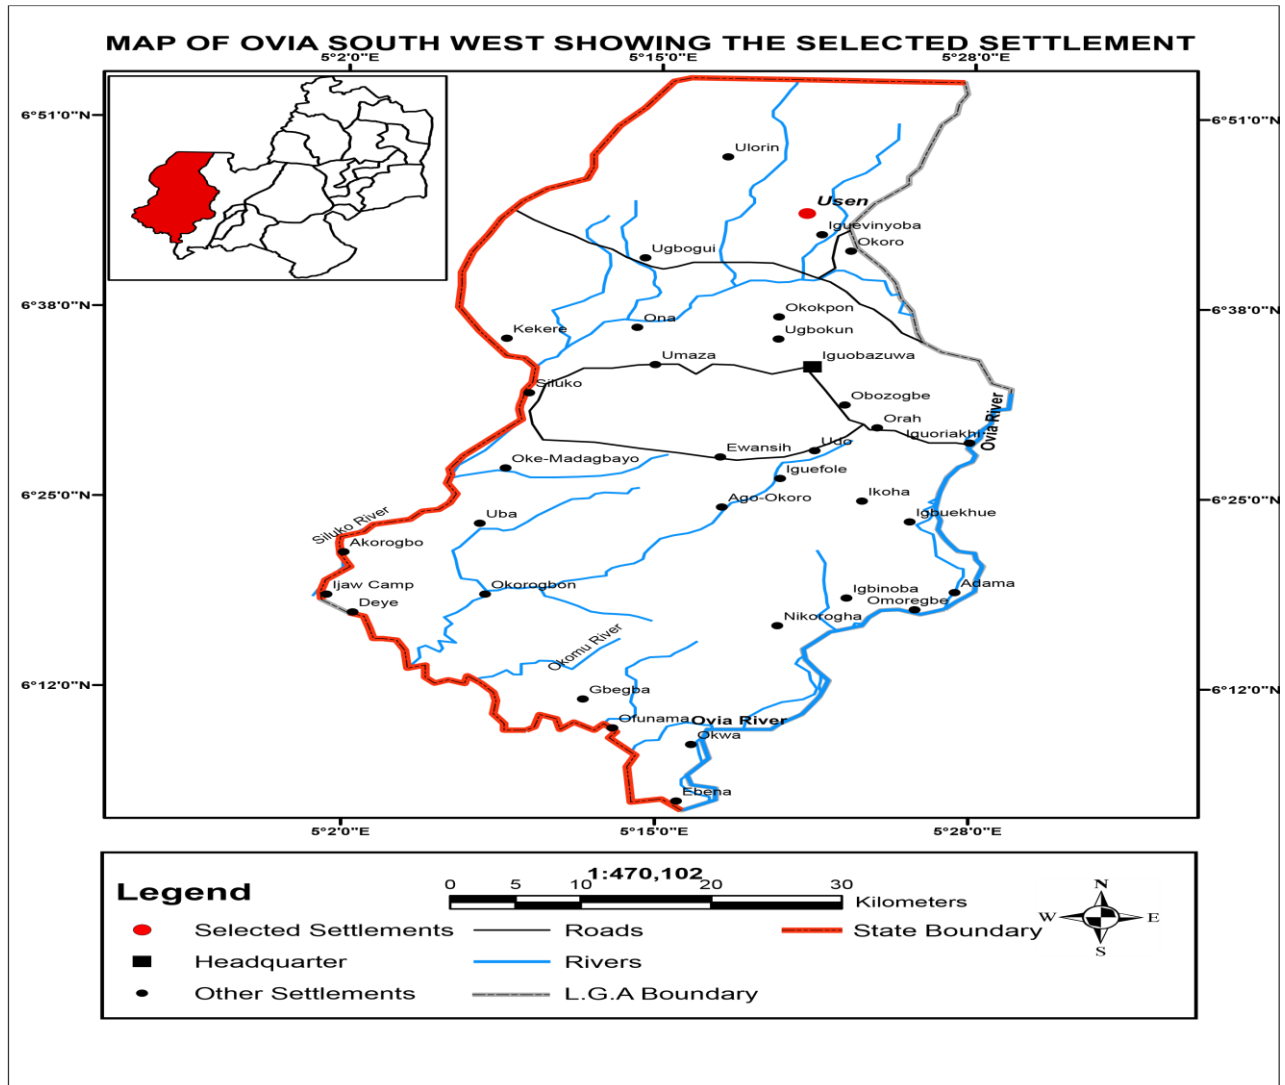 MAP OF OVIA SOUTH WEST SHOWING THE SELECTED SETTLEMENT
5°2'0"E 5°15'0"E 5°28'0"E
6°51'0"N 6°51'0"N
Ulorin
Usen
Iguevinyoba
Okoro
Ugbogui
6°38'0"N 6°38'0"N
Okokpon
Ona
Kekere
Ugbokun
Umaza
Iguobazuwa
Siluko
Obozogbe
Orah
Iguoriakhi
Ovia River
Udo
Ewansih
Oke-Madagbayo
Iguefole
6°25'0"N 6°25'0"N
Ago-Okoro
Ikoha
Uba
Igbuekhue
Siluko River
Akorogbo
Ijaw Camp
Okorogbon
Igbinoba
Adama
Deye
Omoregbe
Nikorogha
Okomu River
6°12'0"N 6°12'0"N
Gbegba
Ofunama
Ovia River
Okwa
Ebena
5°2'0"E 5°15'0"E 5°28'0"E
1:470,102
0 5 10 20 30
Kilometers
Legend
Selected Settlements
Roads
State Boundary
Headquarter
Rivers
Other Settlements
L.G.A Boundary
N
W E
S